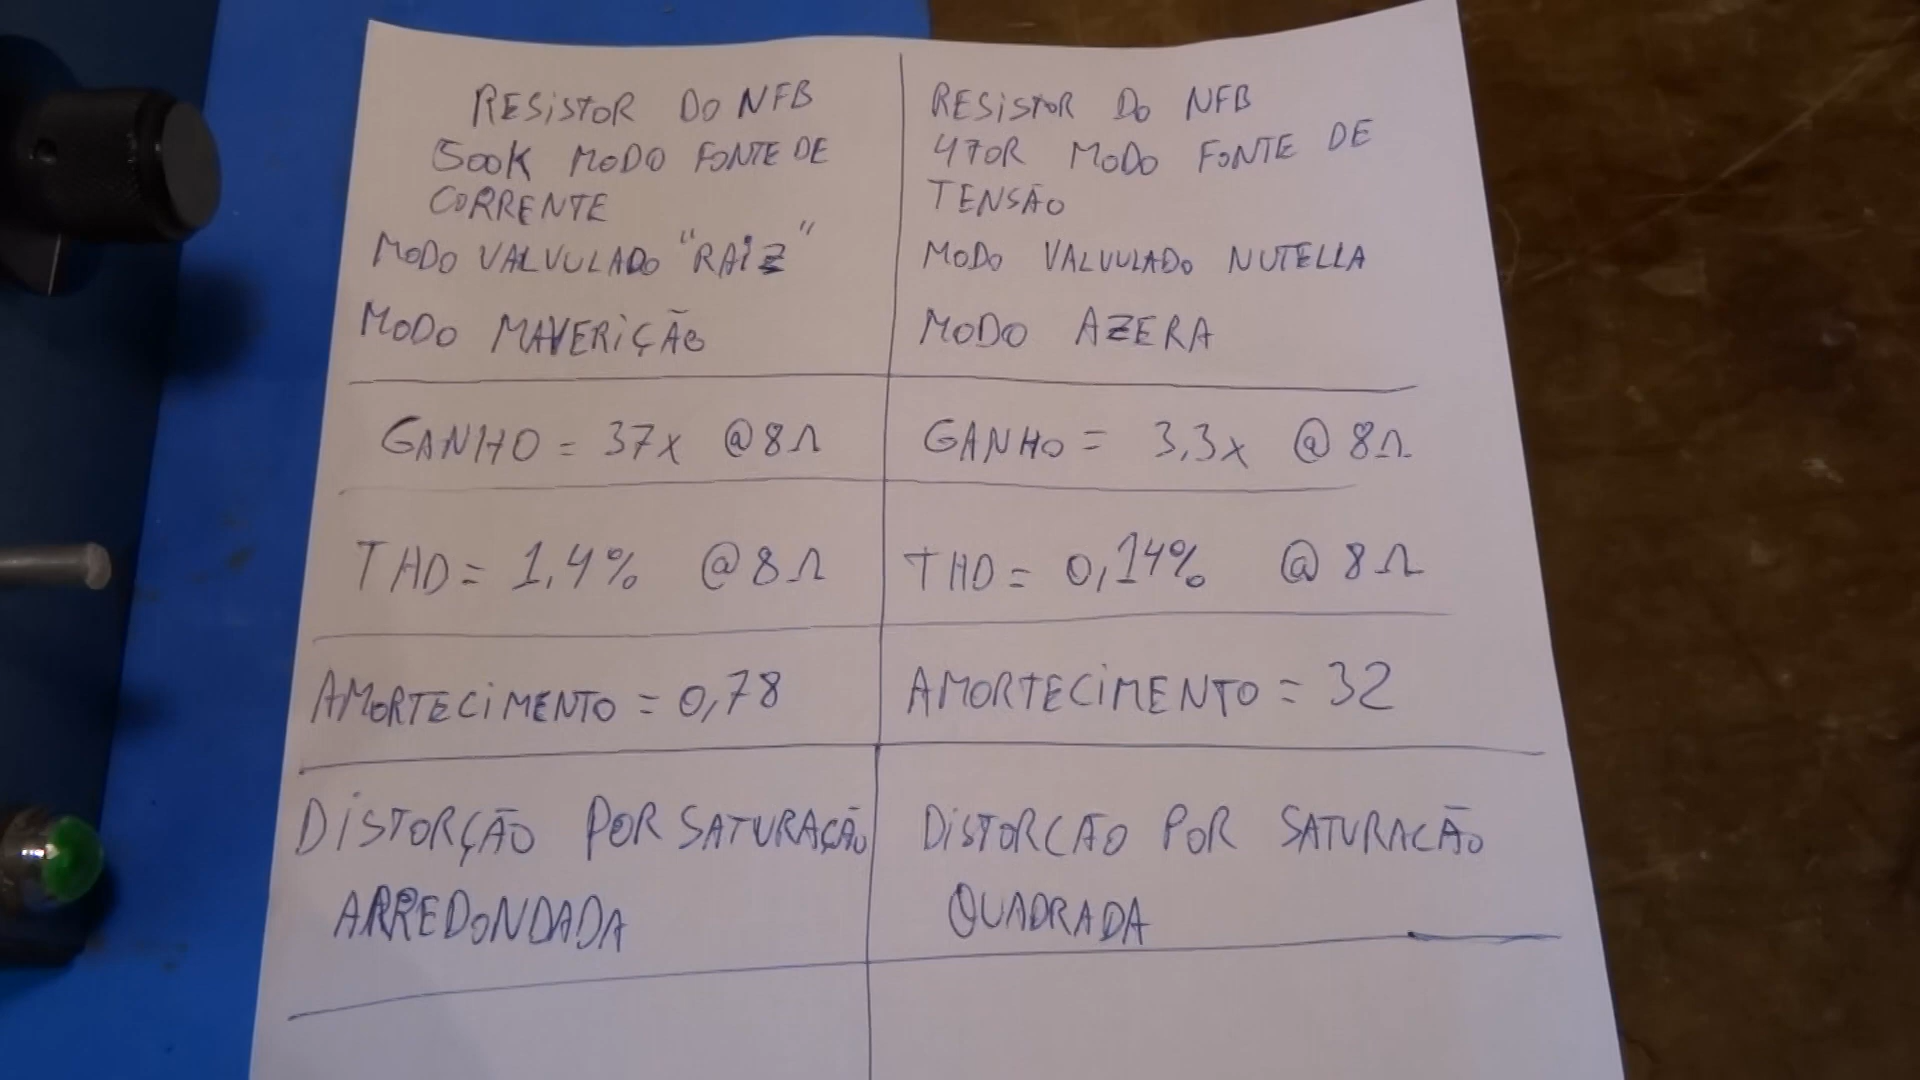 RESISTOR DO NFB
500K MODO FONTE DE
CORRENTE
MODO VALVULADO "RAIZ"
MODO MAVERIÇÃO
GANHO = 37x @8Ω
THD = 1,4% @8Ω
AMORTECIMENTO = 0,78
DISTORÇÃO POR SATURAÇÃO
ARREDONDADA
RESISTOR DO NFB
470R MODO FONTE DE
TENSÃO
MODO VALVULADO NUTELLA
MODO AZERA
GANHO = 3,3x @ 8Ω
THD = 0,14% @ 8Ω
AMORTECIMENTO = 32
DISTORCÃO POR SATURACÃO
QUADRADA